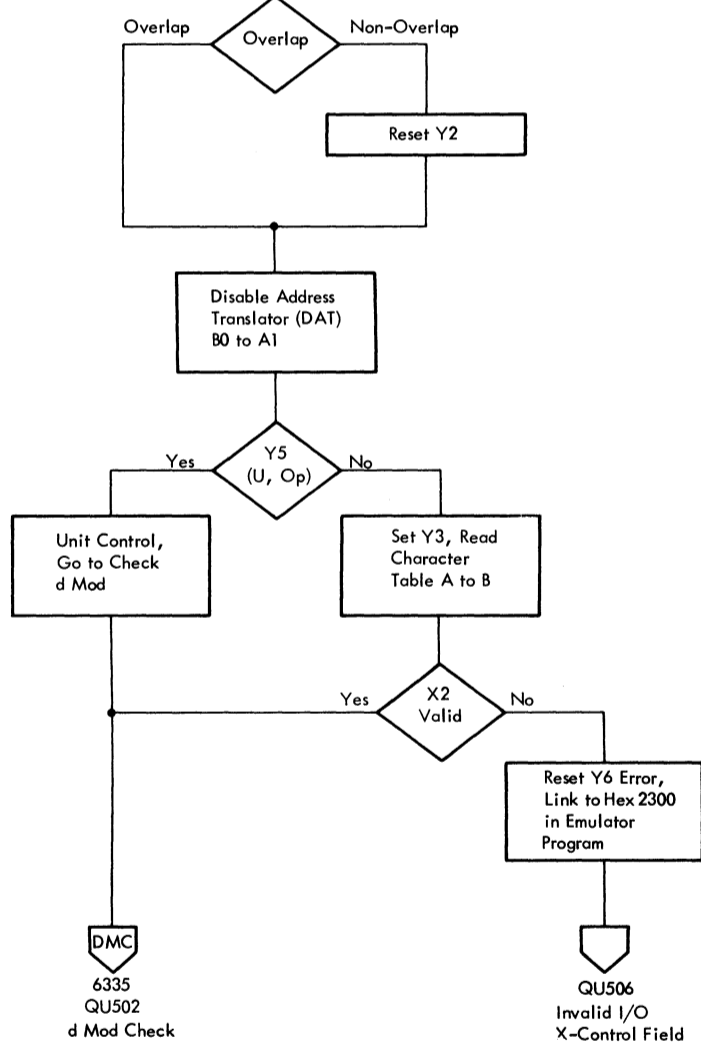 Overlap
Overlap
Non-Overlap
Reset Y2
Disable Address
Translator (DAT)
B0 to A1
Y5
(U, Op)
Yes
No
Unit Control,
Go to Check
d Mod
Set Y3, Read
Character
Table A to B
X2
Valid
Yes
No
Reset Y6 Error,
Link to Hex 2300
in Emulator
Program
DMC
6335
QU502
d Mod Check
QU506
Invalid I/O
X-Control Field